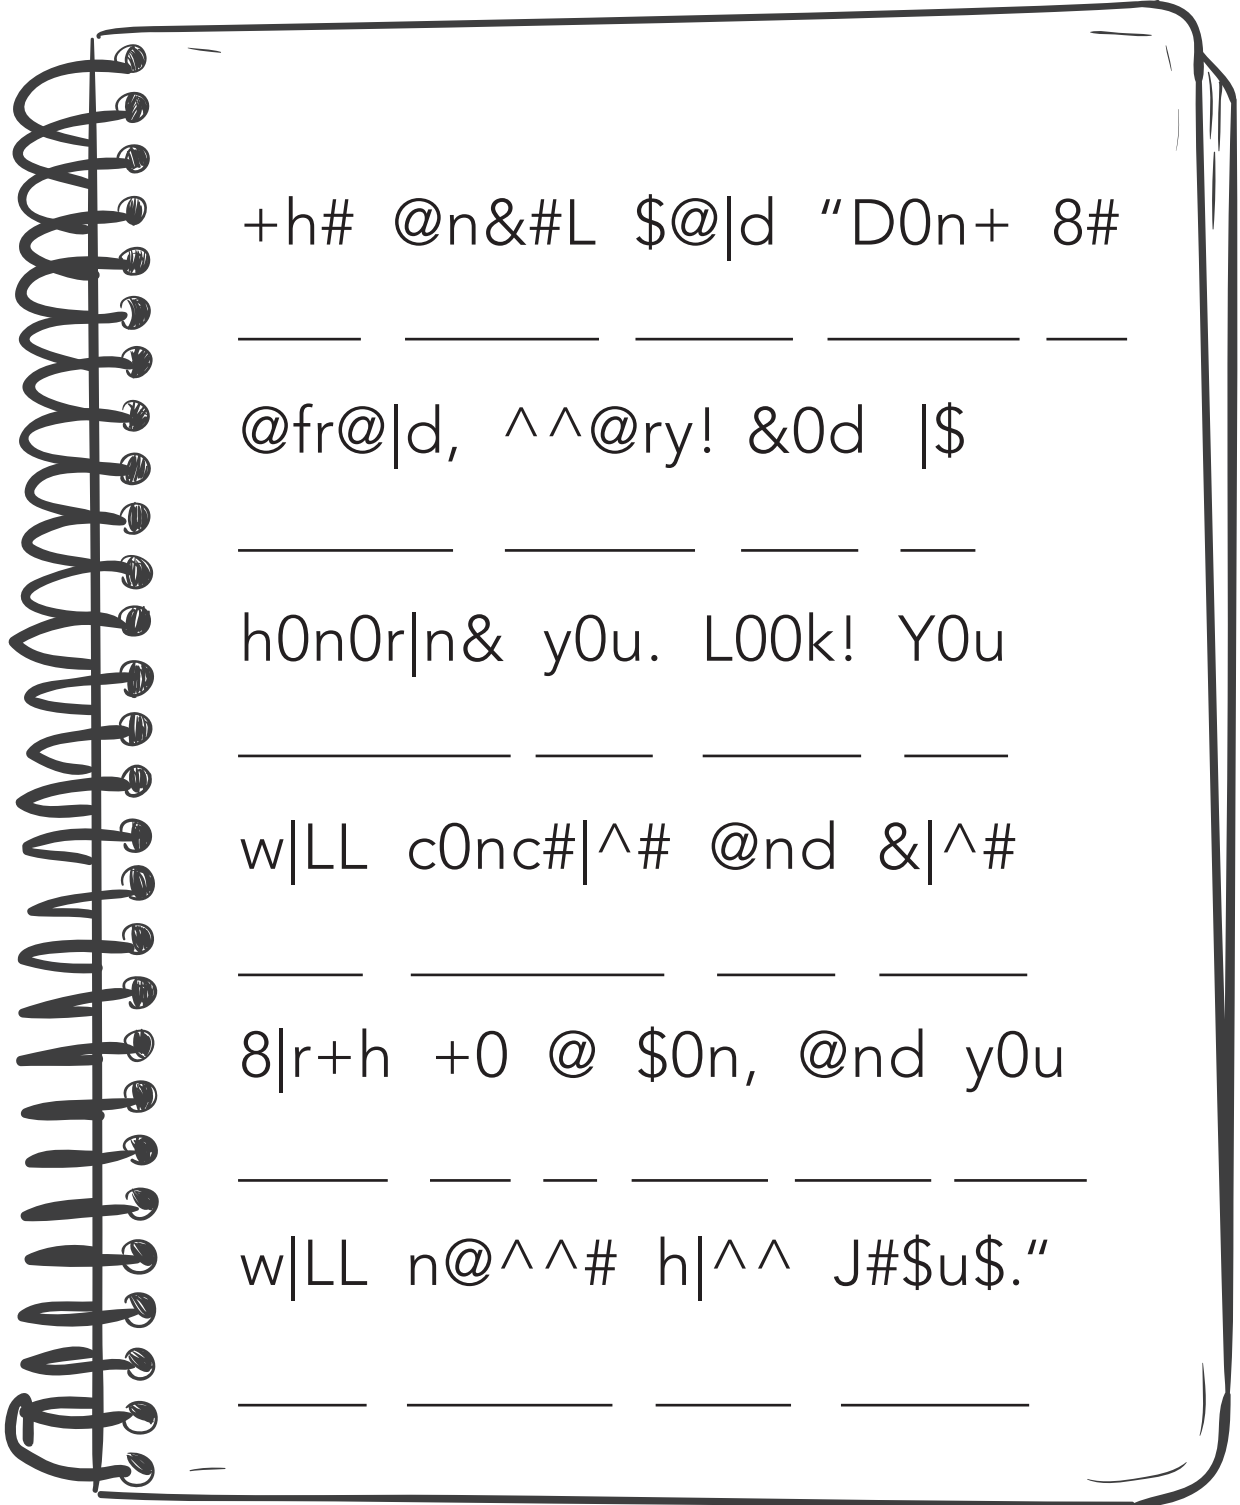 +h# @n&#L $@|d “D0n+ 8#
@fr@|d, ^^@ry! &0d |$
h0n0r|n& y0u. L00k! Y0u
w|LL c0nc#|^# @nd &|^#
8|r+h +0 @ $0n, @nd y0u
w|LL n@^^# h|^^ J#$u$.“